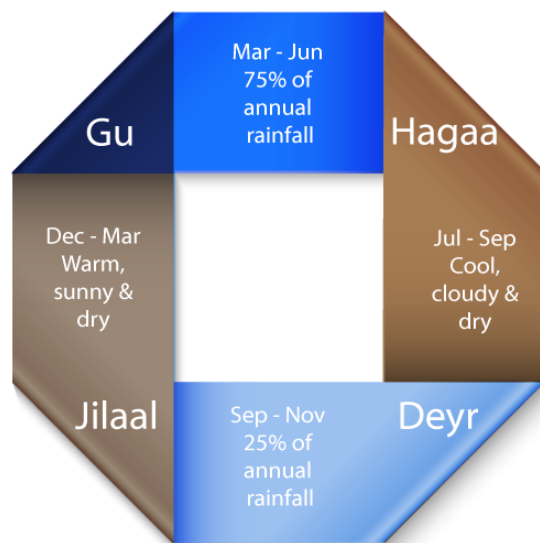 Gu
Mar - Jun
75% of
annual
rainfall
Hagaa
Jul - Sep
Cool,
cloudy &
dry
Deyr
Sep - Nov
25% of
annual
rainfall
Jilaal
Dec - Mar
Warm,
sunny &
dry